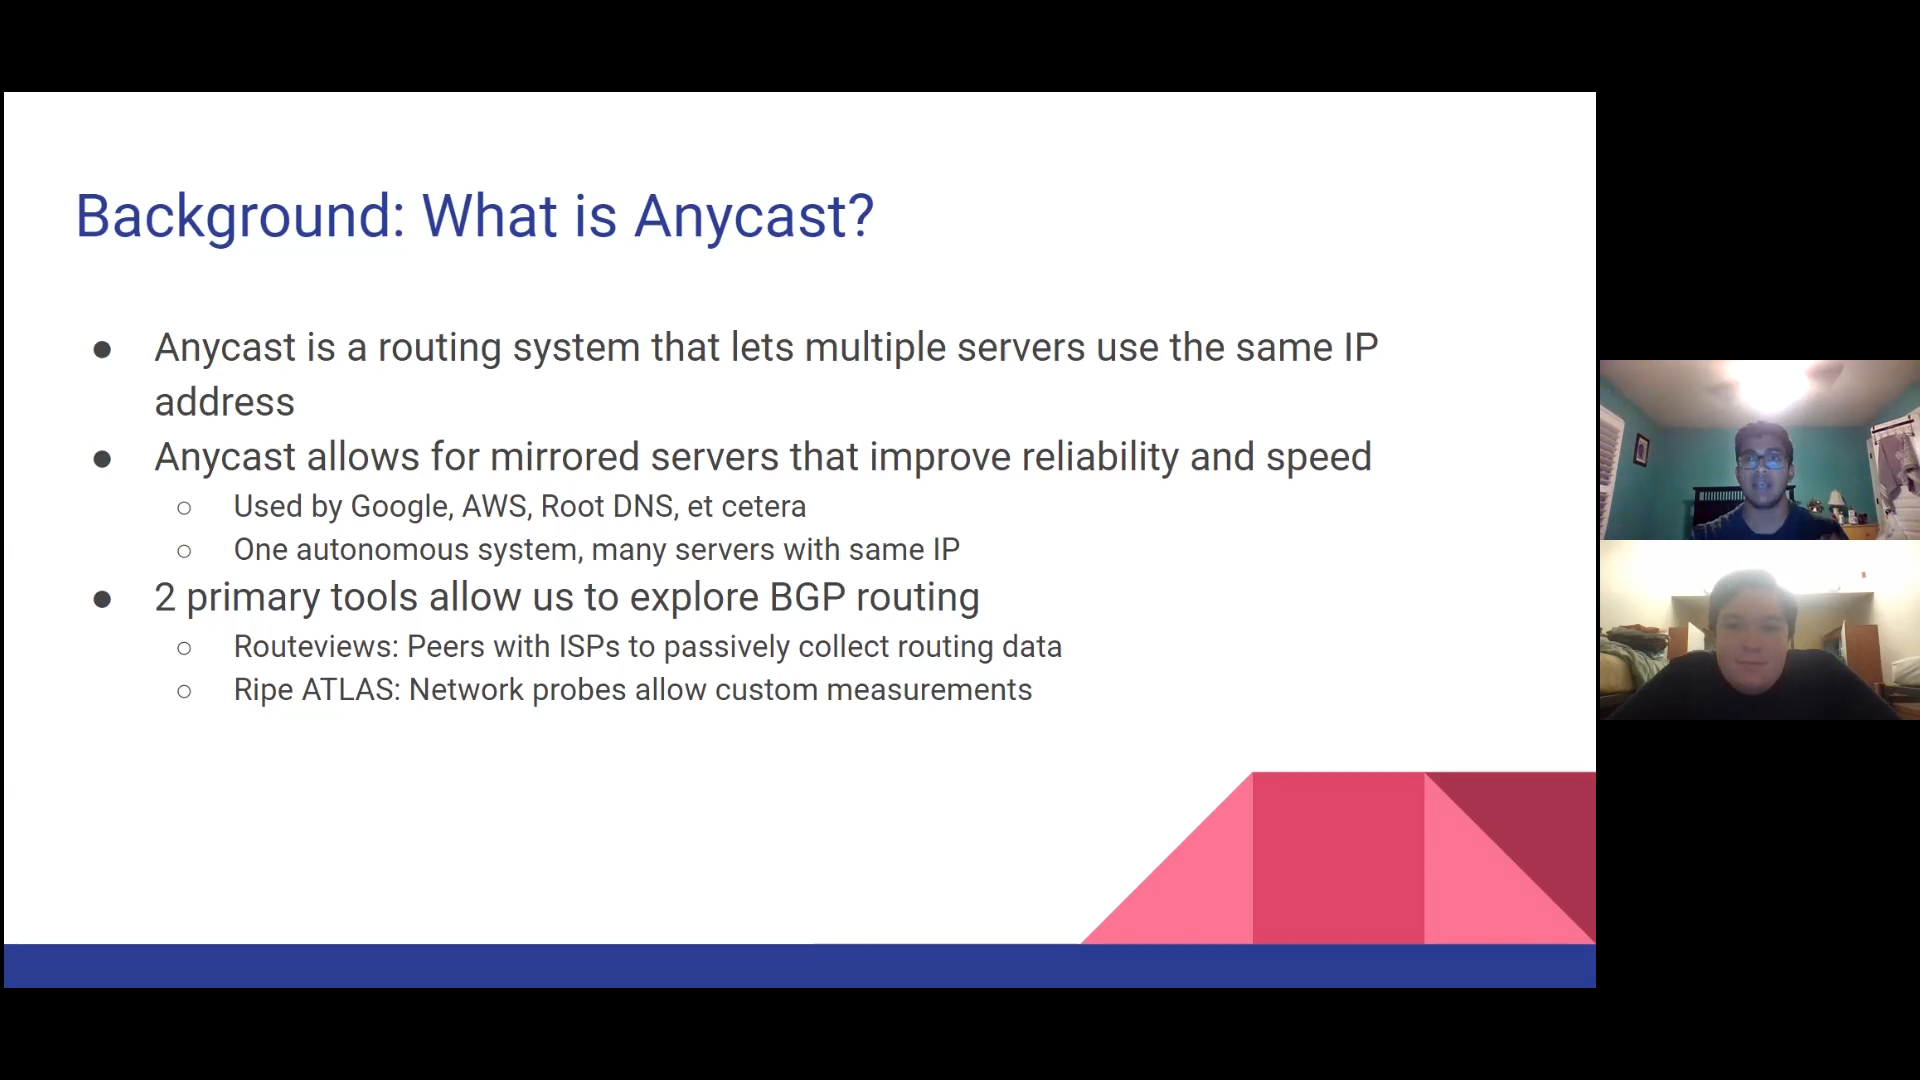 Background: What is Anycast?
● Anycast is a routing system that lets multiple servers use the same IP
address
● Anycast allows for mirrored servers that improve reliability and speed
○ Used by Google, AWS, Root DNS, et cetera
○ One autonomous system, many servers with same IP
● 2 primary tools allow us to explore BGP routing
○ Routeviews: Peers with ISPs to passively collect routing data
○ Ripe ATLAS: Network probes allow custom measurements